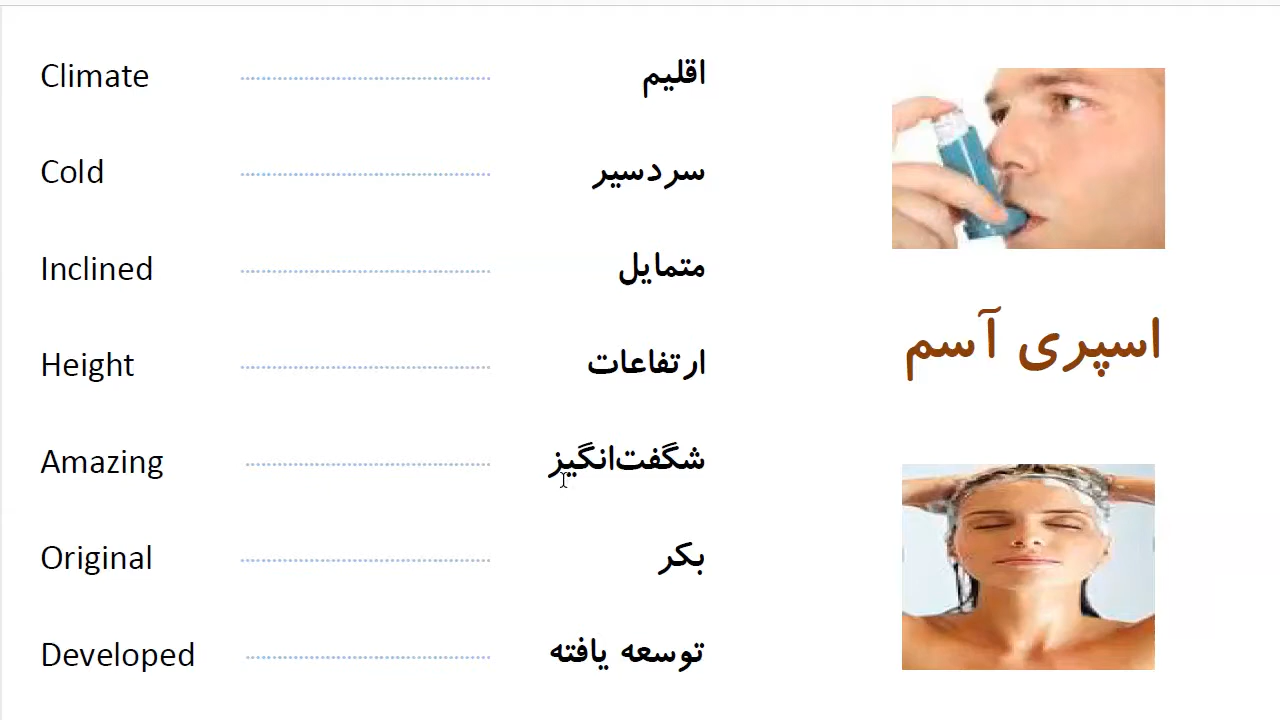 Climate اقلیم
Cold سردسیر
Inclined متمایل
Height ارتفاعات
Amazing شگفت‌انگیز
Original بکر
Developed توسعه یافته
اسپری آسم